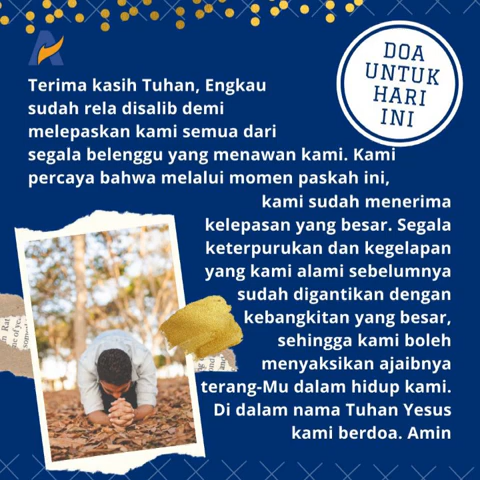 DOA
UNTUK
HARI
INI
Terima kasih Tuhan, Engkau
sudah rela disalib demi
melepaskan kami semua dari
segala belenggu yang menawan kami. Kami
percaya bahwa melalui momen paskah ini,
kami sudah menerima
kelepasan yang besar. Segala
keterpurukan dan kegelapan
yang kami alami sebelumnya
sudah digantikan dengan
kebangkitan yang besar,
sehingga kami boleh
menyaksikan ajaibnya
terang-Mu dalam hidup kami.
Di dalam nama Tuhan Yesus
kami berdoa. Amin